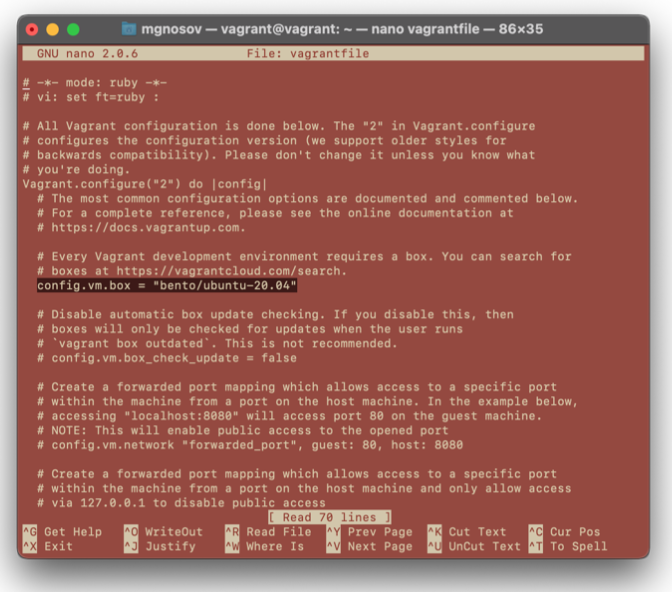 mgnosov — vagrant@vagrant: ~ — nano vagrantfile — 86×35
GNU nano 2.0.6 File: vagrantfile
# -*- mode: ruby -*-
# vi: set ft=ruby :
# All Vagrant configuration is done below. The "2" in Vagrant.configure
# configures the configuration version (we support older styles for
# backwards compatibility). Please don't change it unless you know what
# you're doing.
Vagrant.configure("2") do |config|
# The most common configuration options are documented and commented below.
# For a complete reference, please see the online documentation at
# https://docs.vagrantup.com.
# Every Vagrant development environment requires a box. You can search for
# boxes at https://vagrantcloud.com/search.
config.vm.box = "bento/ubuntu-20.04"
# Disable automatic box update checking. If you disable this, then
# boxes will only be checked for updates when the user runs
# `vagrant box outdated`. This is not recommended.
# config.vm.box_check_update = false
# Create a forwarded port mapping which allows access to a specific port
# within the machine from a port on the host machine. In the example below,
# accessing "localhost:8080" will access port 80 on the guest machine.
# NOTE: This will enable public access to the opened port
# config.vm.network "forwarded_port", guest: 80, host: 8080
# Create a forwarded port mapping which allows access to a specific port
# within the machine from a port on the host machine and only allow access
# via 127.0.0.1 to disable public access
[ Read 70 lines ]
^G Get Help ^O WriteOut ^R Read File ^Y Prev Page ^K Cut Text ^C Cur Pos
^X Exit ^J Justify ^W Where Is ^V Next Page ^U UnCut Text ^T To Spell